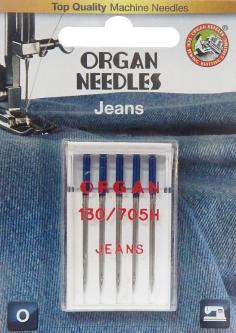 Top Quality Machine Needles
ORGAN
NEEDLES
Jeans
ORGAN
130/705H
JEANS
O